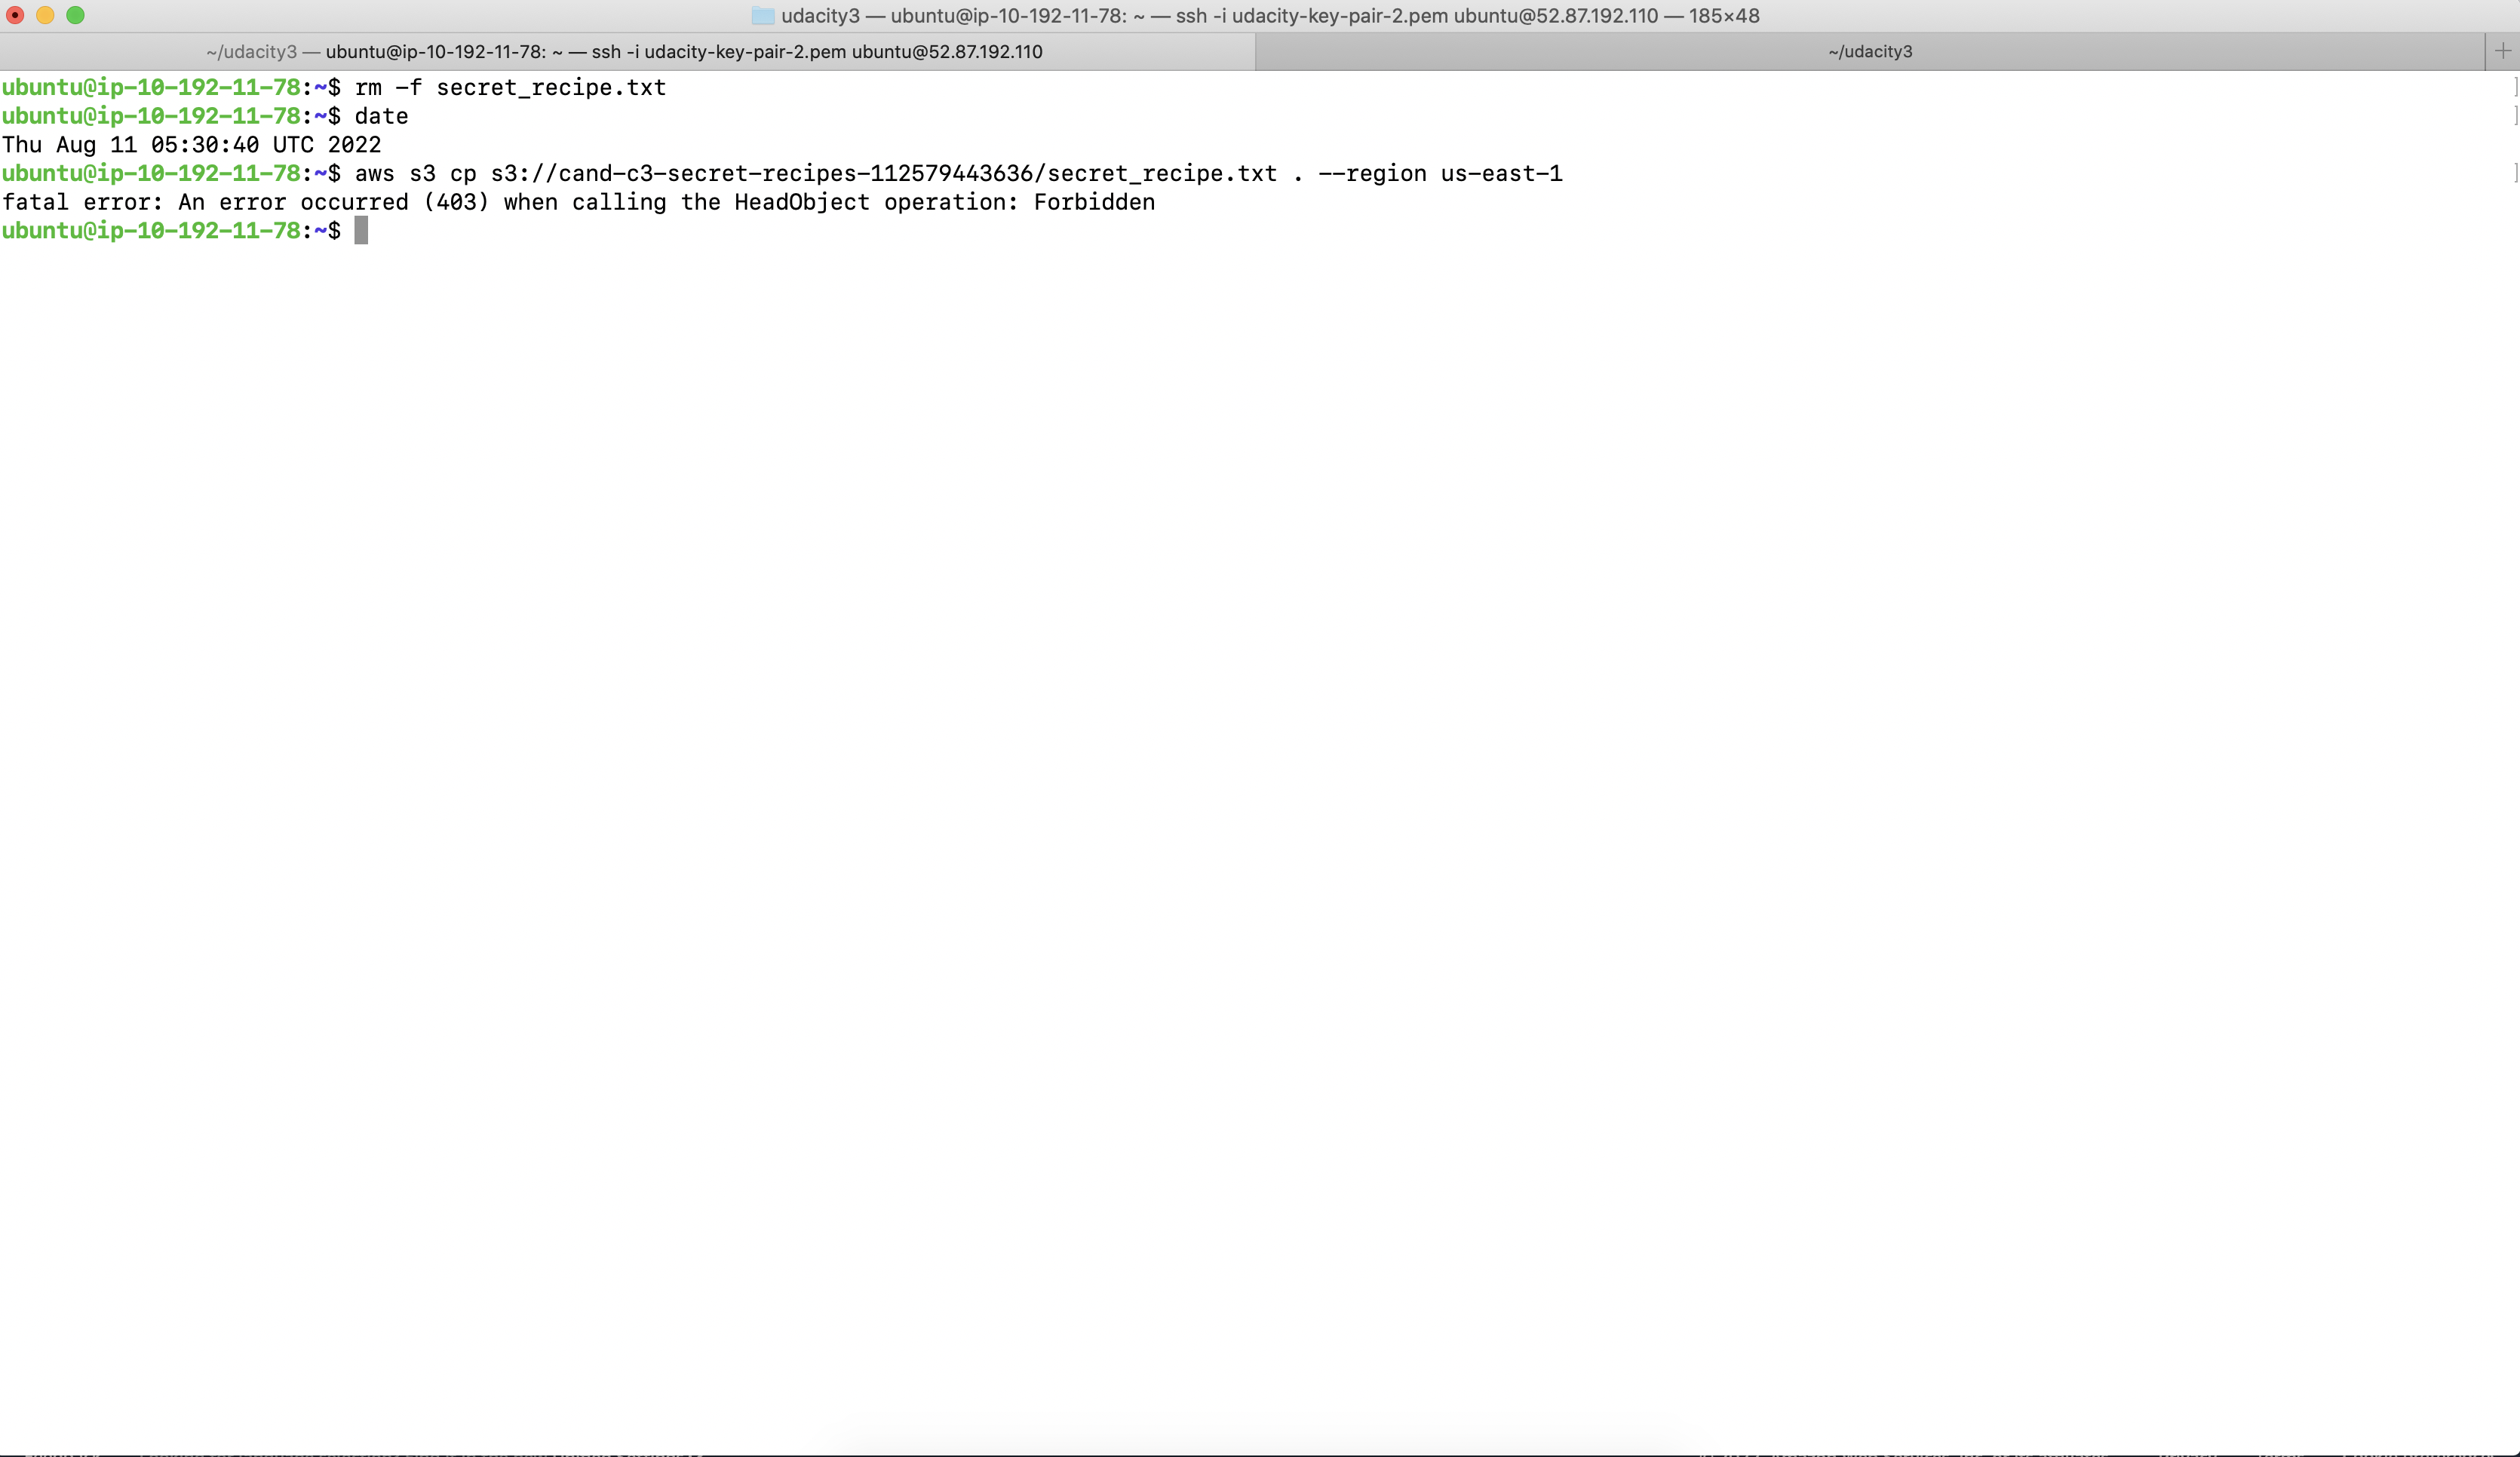 udacity3 — ubuntu@ip-10-192-11-78: ~ — ssh -i udacity-key-pair-2.pem ubuntu@52.87.192.110 — 185×48
~/udacity3 — ubuntu@ip-10-192-11-78: ~ — ssh -i udacity-key-pair-2.pem ubuntu@52.87.192.110
~/udacity3
ubuntu@ip-10-192-11-78:~$ rm -f secret_recipe.txt
ubuntu@ip-10-192-11-78:~$ date
Thu Aug 11 05:30:40 UTC 2022
ubuntu@ip-10-192-11-78:~$ aws s3 cp s3://cand-c3-secret-recipes-112579443636/secret_recipe.txt . --region us-east-1
fatal error: An error occurred (403) when calling the HeadObject operation: Forbidden
ubuntu@ip-10-192-11-78:~$